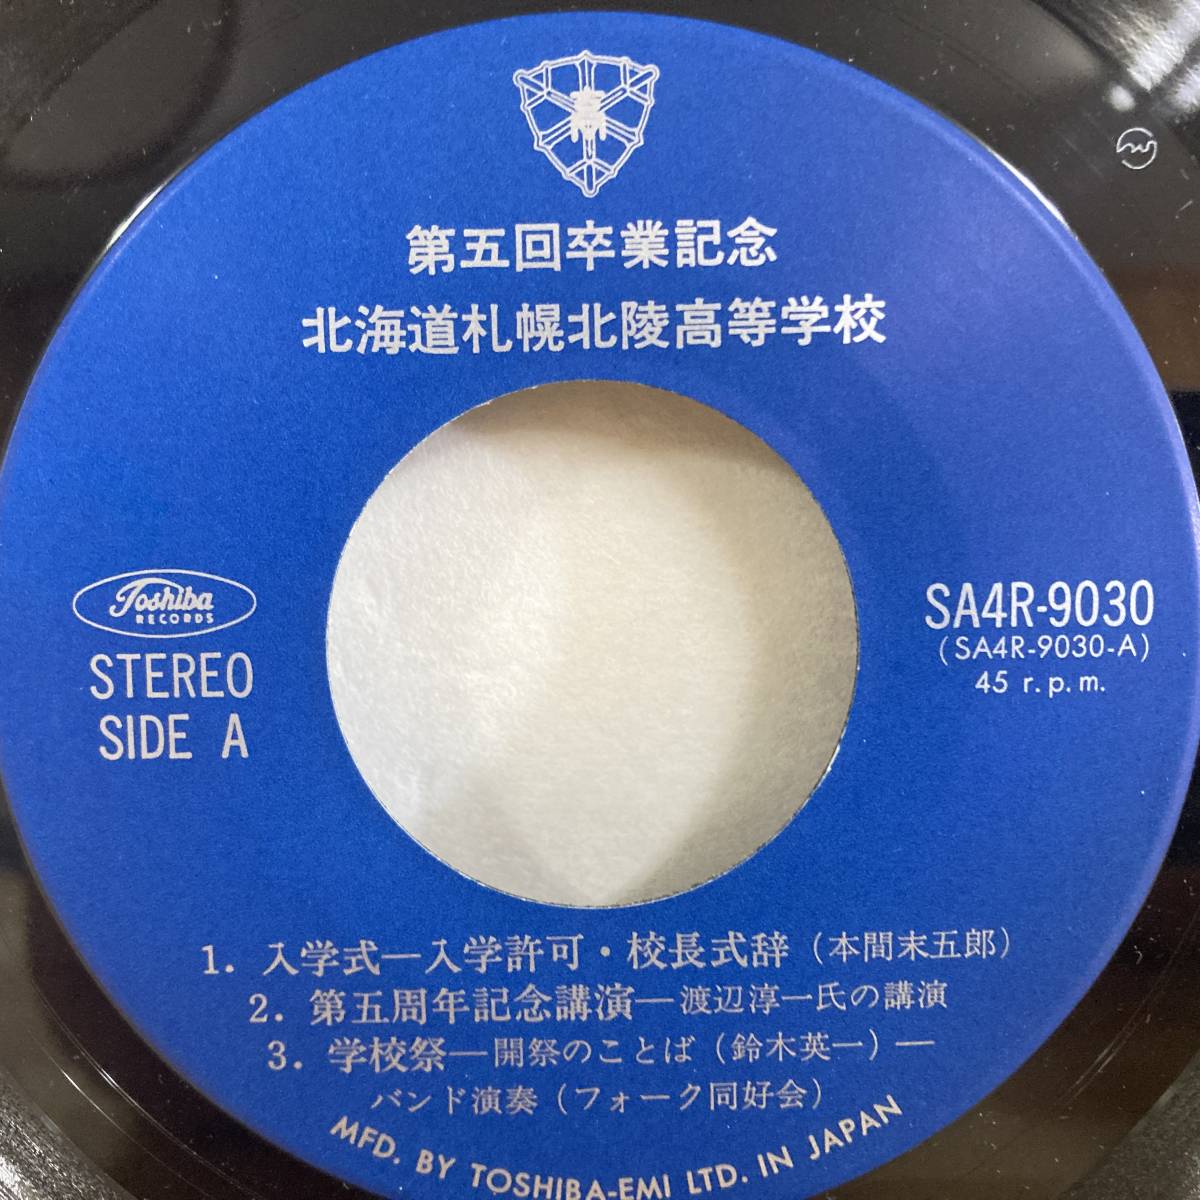 第五回卒業記念
北海道札幌北陵高等学校
Toshiba
RECORDS
STEREO
SIDE A
SA4R-9030
(SA4R-9030-A)
45 r.p.m.
1. 入学式―入学許可・校長式辞(本間末五郎)
2. 第五周年記念講演―渡辺淳一氏の講演
3. 学校祭―開祭のことば(鈴木英一)―
バンド演奏(フォーク同好会)
MFD. BY TOSHIBA-EMI LTD. IN JAPAN